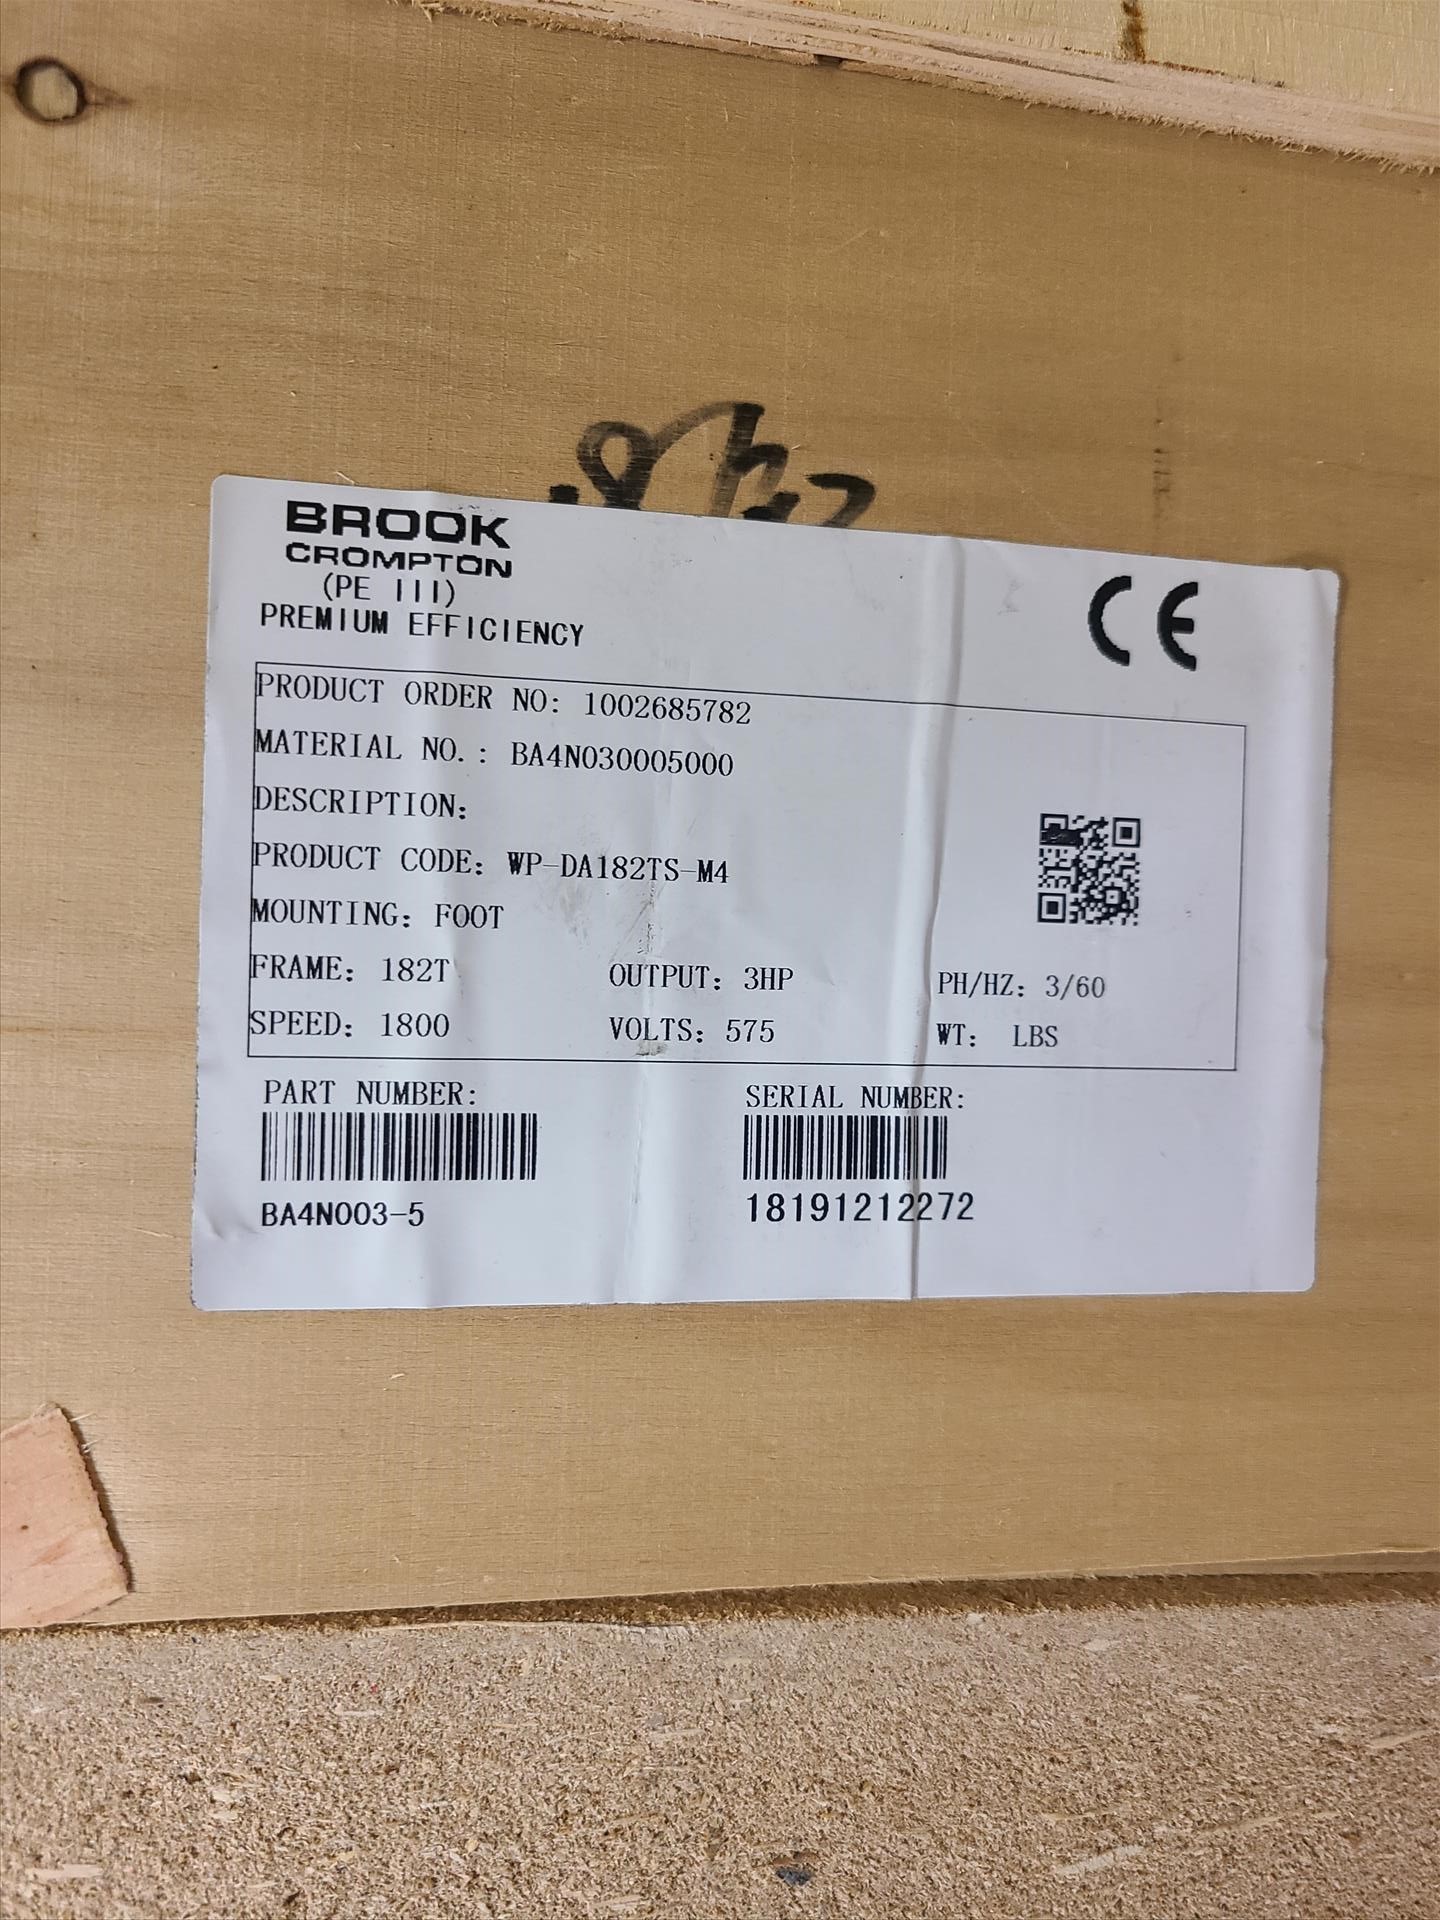 BROOK
CROMPTON
(PE III)
PREMIUM EFFICIENCY
CE
PRODUCT ORDER NO: 1002685782
MATERIAL NO.: BA4N030005000
DESCRIPTION:
PRODUCT CODE: WP-DA182TS-M4
MOUNTING: FOOT
FRAME: 182T OUTPUT: 3HP PH/HZ: 3/60
SPEED: 1800 VOLTS: 575 WT: LBS
PART NUMBER: SERIAL NUMBER:
BA4N003-5 18191212272